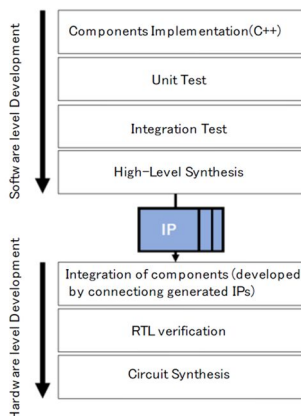 Software level Development
Components Implementation(C++)
Unit Test
Integration Test
High-Level Synthesis
IP
Hardware level Development
Integration of components (developed
by connectiong generated IPs)
RTL verification
Circuit Synthesis